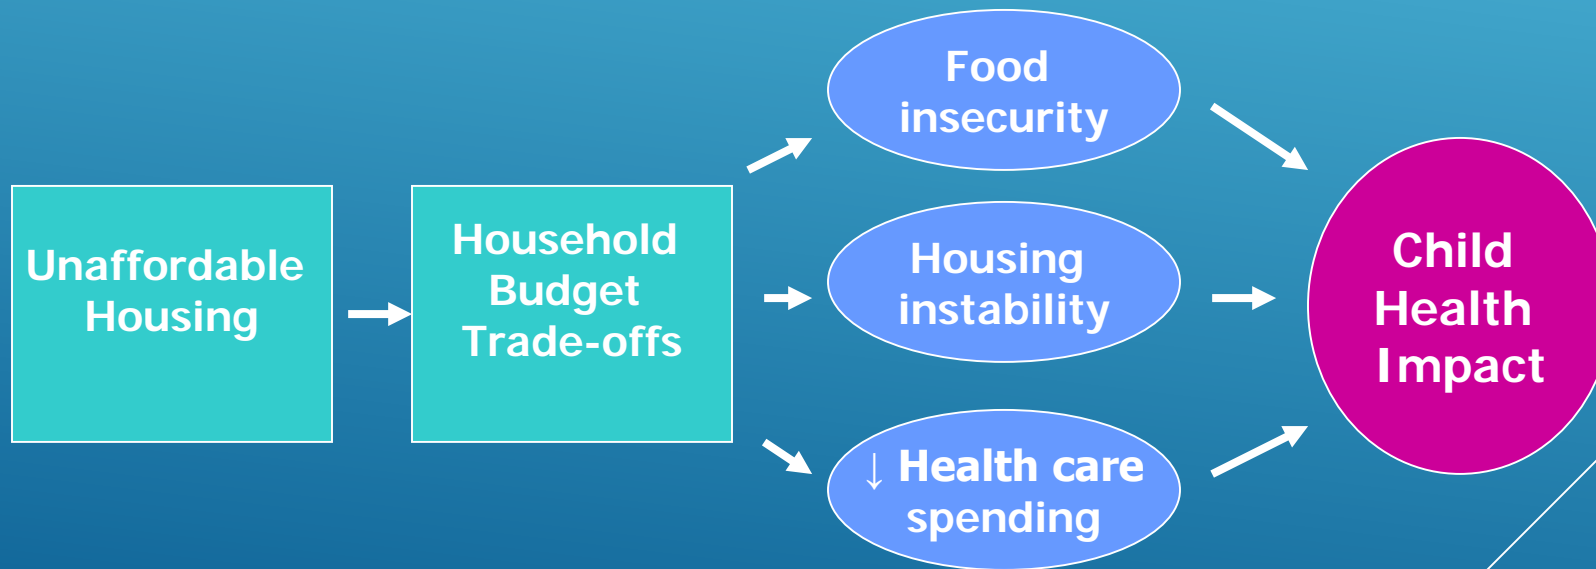 Unaffordable
Housing
Household
Budget
Trade-offs
Food
insecurity
Housing
instability
↓ Health care
spending
Child
Health
Impact